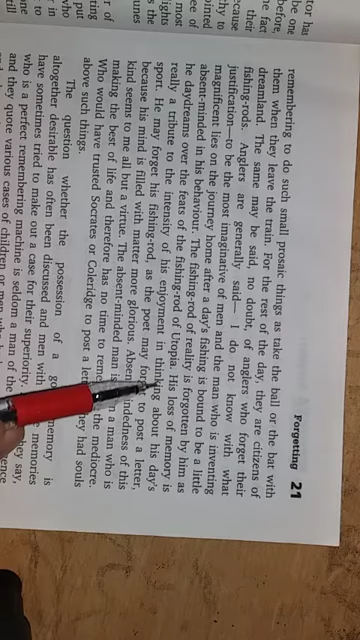 Forgetting 21
remembering to do such small prosaic things as take the ball or the bat with
them when they leave the train. For the rest of the day, they are citizens of
dreamland. The same may be said, no doubt, of anglers who forget their
fishing-rods. Anglers are generally said— I do not know with what
justification—to be the most imaginative of men and the man who is inventing
magnificent lies on the journey home after a day's fishing is bound to be a little
absent-minded in his behaviour. The fishing-rod of reality is forgotten by him as
he daydreams over the feats of the fishing-rod of Utopia. His loss of memory is
really a tribute to the intensity of his enjoyment in thinking about his day's
sport. He may forget his fishing-rod, as the poet may forget to post a letter,
because his mind is filled with matter more glorious. Absent-mindedness of this
kind seems to me all but a virtue. The absent-minded man is a man who is
making the best of life and therefore has no time to the mediocre.
Who would have trusted Socrates or Coleridge to post a They had souls
above such things.
The question whether the possession of a memory is
altogether desirable has often been discussed and men with memories
have sometimes tried to make out a case for their superiority. they say,
who is a perfect remembering machine is seldom a man of the
and they quote various cases of children or men